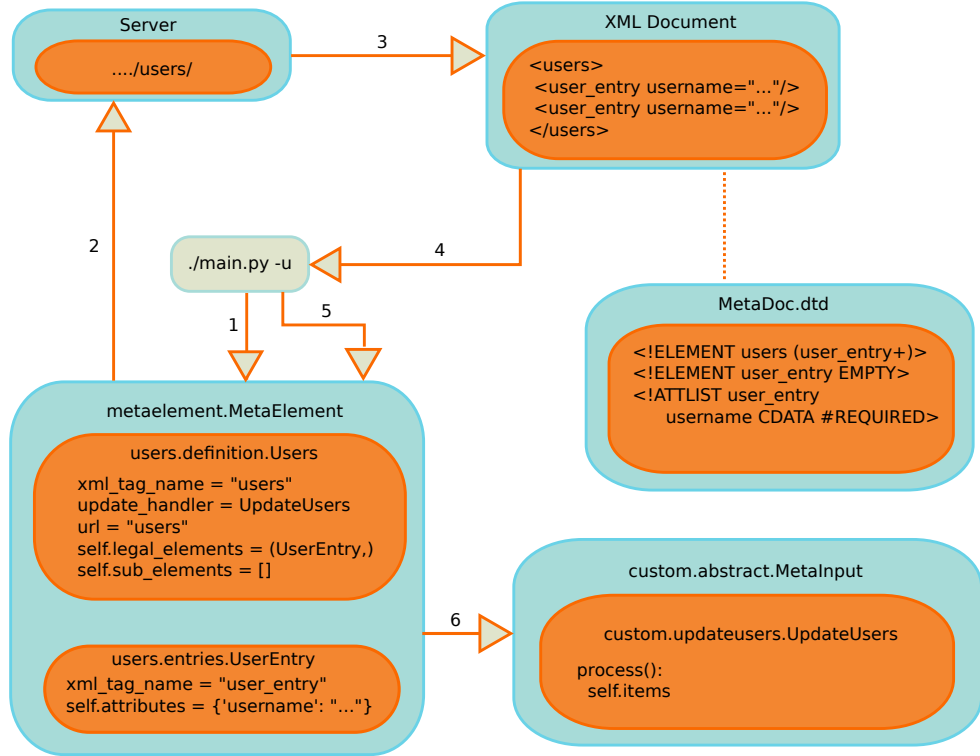 Server
..../users/
3
XML Document
<users>
<user_entry username="..."/>
<user_entry username="..."/>
</users>
2
./main.py -u
4
1
5
MetaDoc.dtd
<!ELEMENT users (user_entry+)>
<!ELEMENT user_entry EMPTY>
<!ATTLIST user_entry
username CDATA #REQUIRED>
metaelement.MetaElement
users.definition.Users
xml_tag_name = "users"
update_handler = UpdateUsers
url = "users"
self.legal_elements = (UserEntry,)
self.sub_elements = []
users.entries.UserEntry
xml_tag_name = "user_entry"
self.attributes = {'username': "..."}
6
custom.abstract.MetaInput
custom.updateusers.UpdateUsers
process():
self.items